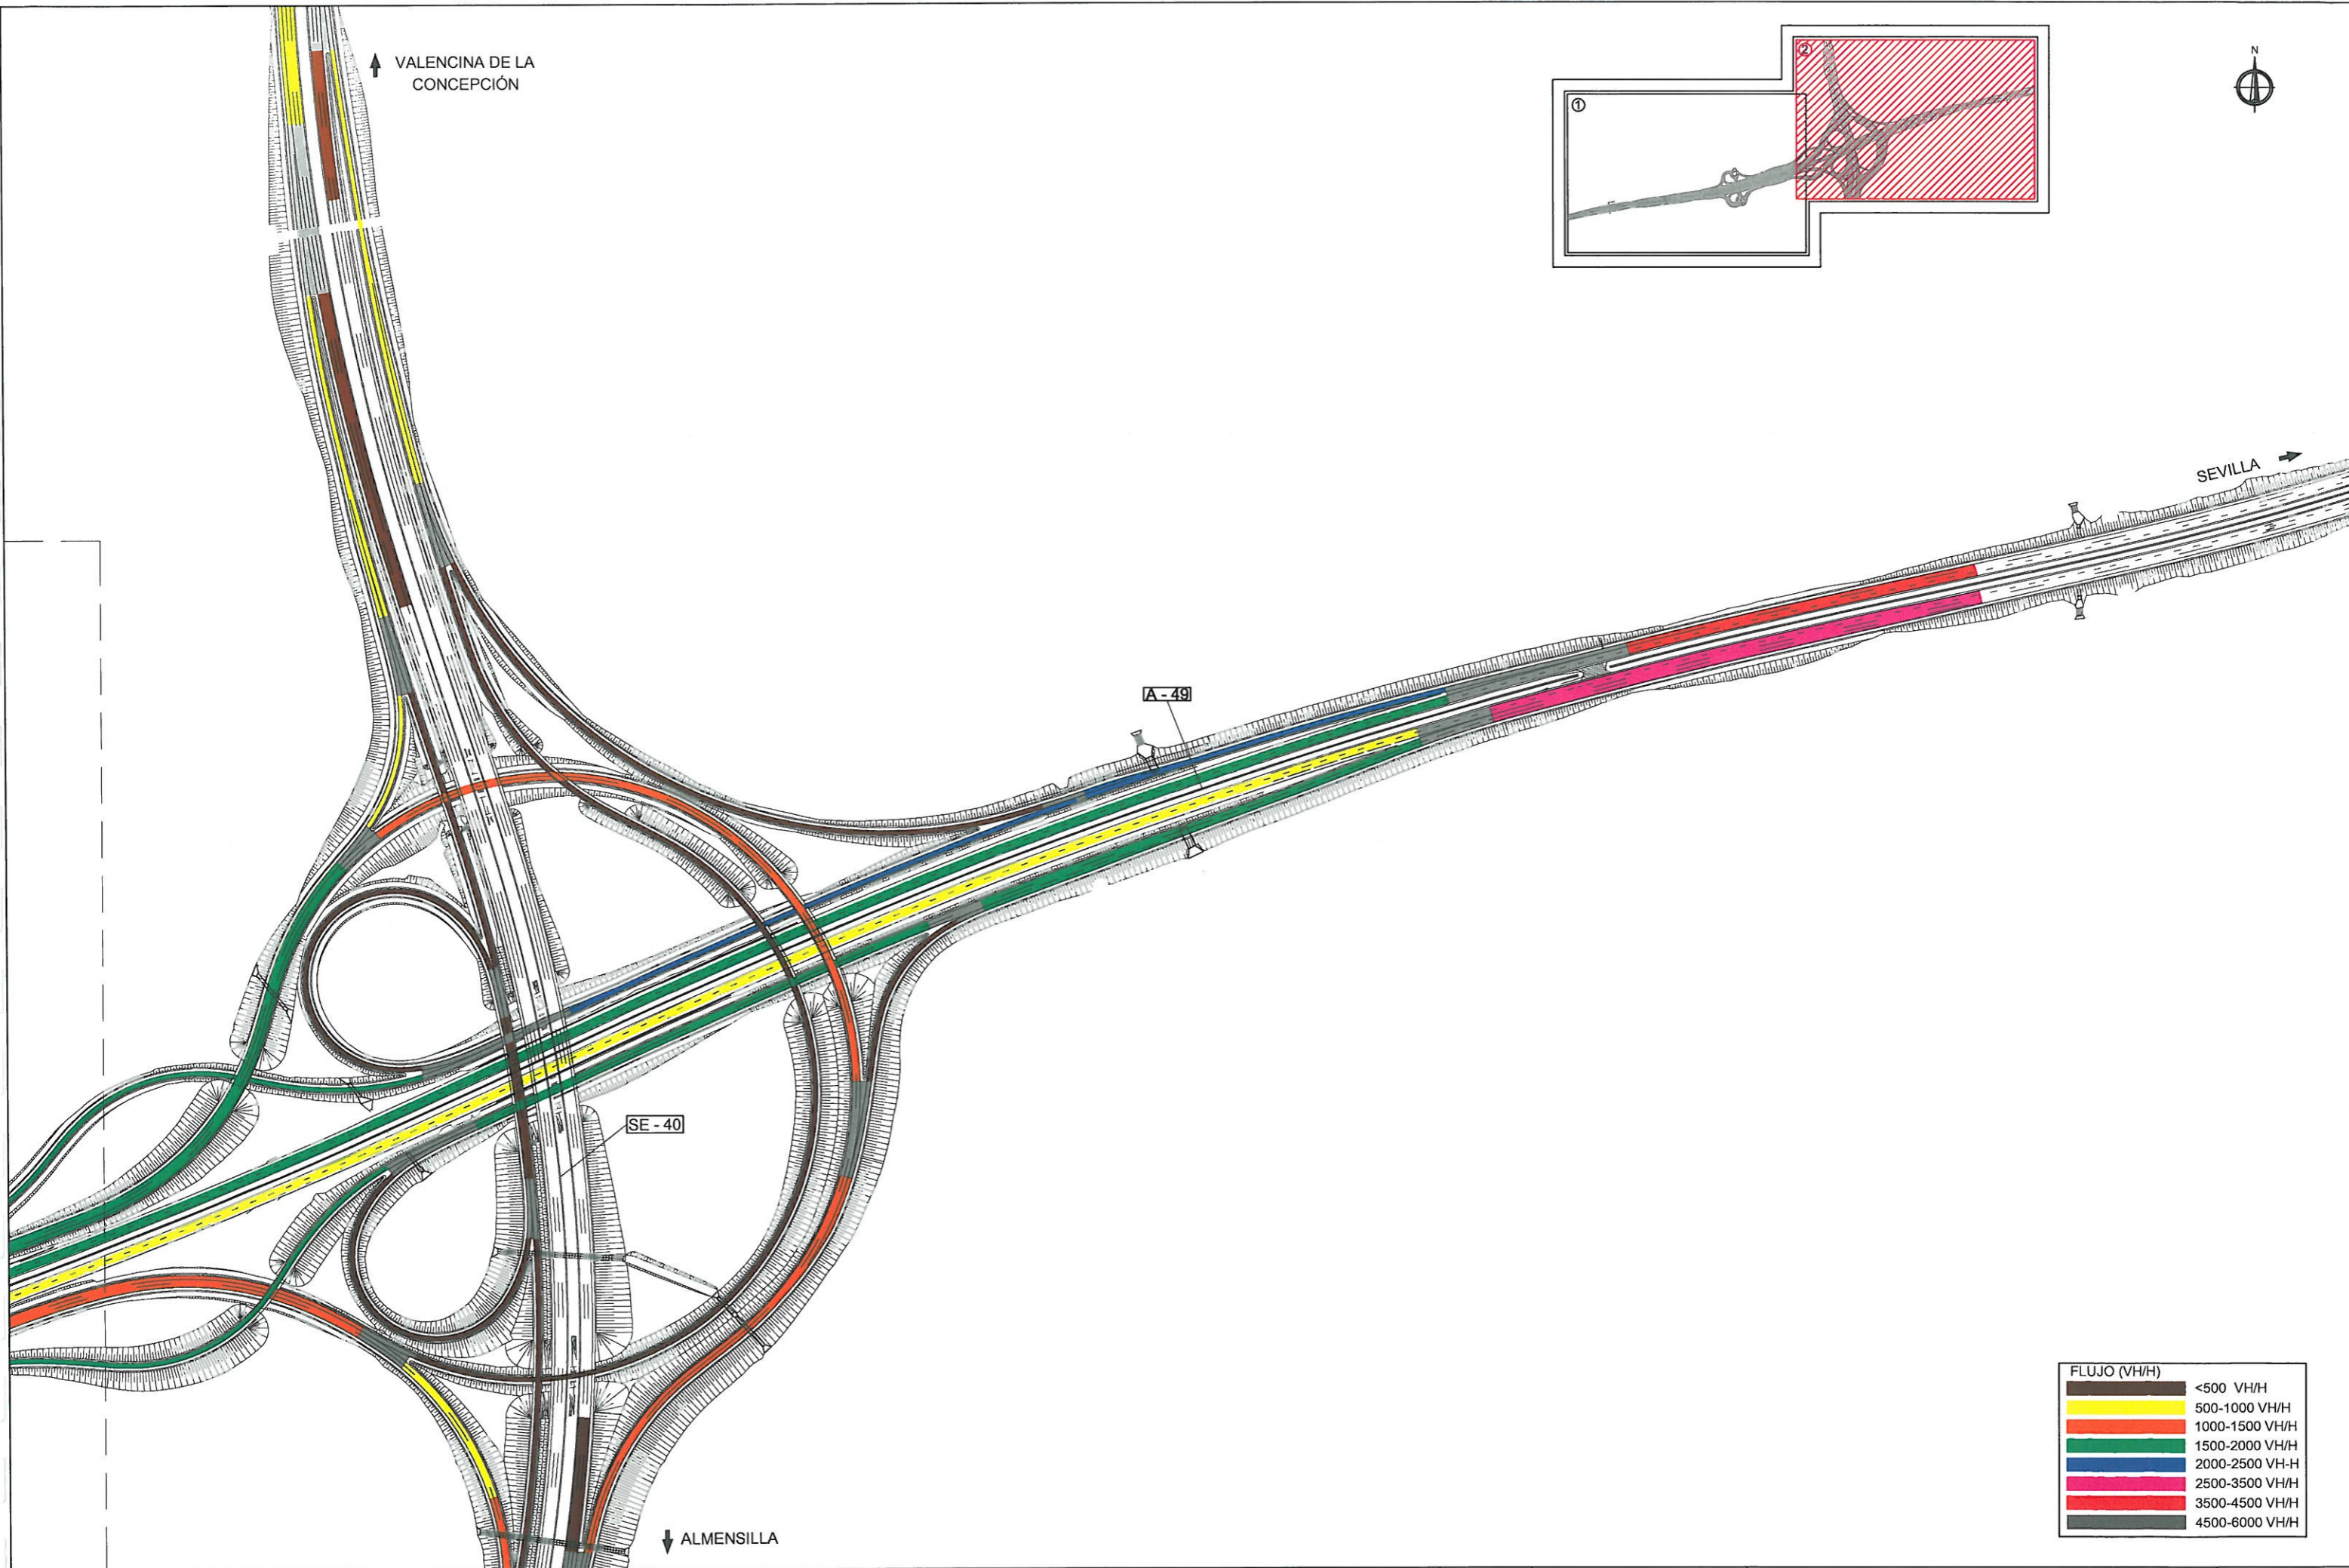 VALENCINA DE LA
CONCEPCIÓN
①
②
N
SEVILLA
A - 49
SE - 40
ALMENSILLA
FLUJO (VH/H)
<500 VH/H
500-1000 VH/H
1000-1500 VH/H
1500-2000 VH/H
2000-2500 VH-H
2500-3500 VH/H
3500-4500 VH/H
4500-6000 VH/H